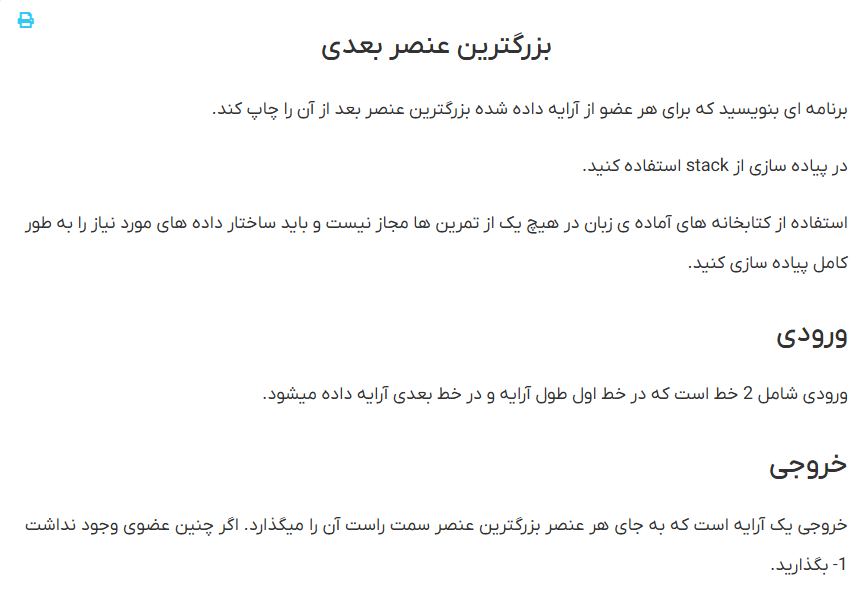 بزرگترین عنصر بعدی
برنامه ای بنویسید که برای هر عضو از آرایه داده شده بزرگترین عنصر بعد از آن را چاپ کند.
در پیاده سازی از stack استفاده کنید.
استفاده از کتابخانه های آماده ی زبان در هیچ یک از تمرین ها مجاز نیست و باید ساختار داده های مورد نیاز را به طور
کامل پیاده سازی کنید.
ورودی
ورودی شامل 2 خط است که در خط اول طول آرایه و در خط بعدی آرایه داده میشود.
خروجی
خروجی یک آرایه است که به جای هر عنصر بزرگترین عنصر سمت راست آن را میگذارد. اگر چنین عضوی وجود نداشت
1- بگذارید.